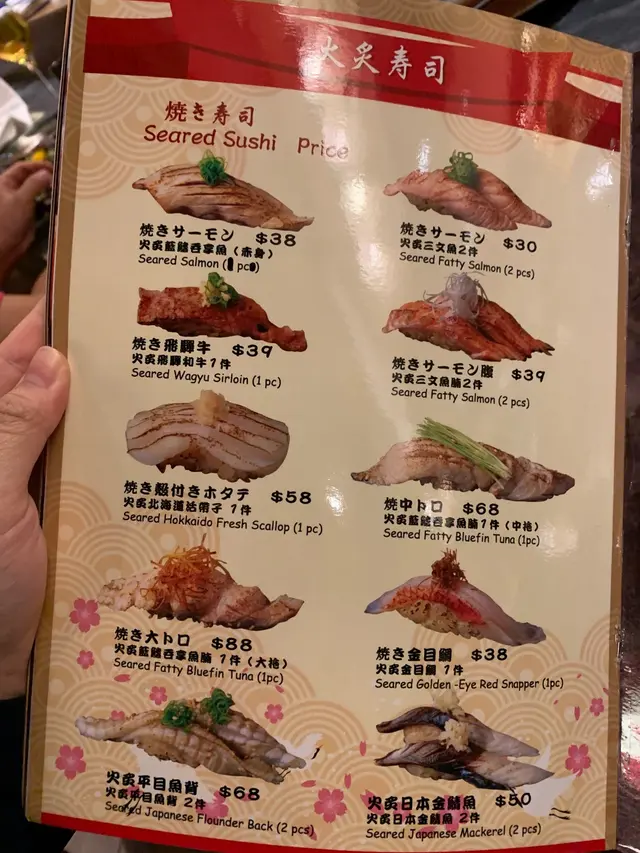 火炙寿司
焼き寿司
Seared Sushi Price
焼きサーモン $38
火炙藍鰭吞拿魚（赤身）
Seared Salmon ( pc)
焼きサーモン $30
火炙三文魚2件
Seared Fatty Salmon (2 pcs)
焼き飛騨牛 $39
火炙飛騨和牛1件
Seared Wagyu Sirloin (1 pc)
焼きサーモン腹 $39
火炙三文魚腩2件
Seared Fatty Salmon (2 pcs)
焼き殻付きホタテ $58
火炙北海道活帶子 1件
Seared Hokkaido Fresh Scallop (1 pc)
焼中トロ $68
火炙藍鰭吞拿魚腩1件（中拖）
Seared Fatty Bluefin Tuna (1pc)
焼き大トロ $88
火炙藍鰭吞拿魚腩 1件（大拖）
Seared Fatty Bluefin Tuna (1pc)
焼き金目鯛 $38
火炙金目鯛 1件
Seared Golden -Eye Red Snapper (1pc)
火炙平目魚背 $68
火炙平目魚背 2件
Seared Japanese Flounder Back (2 pcs)
火炙日本金鯖魚 $50
火炙日本金鯖魚 2件
Seared Japanese Mackerel (2 pcs)